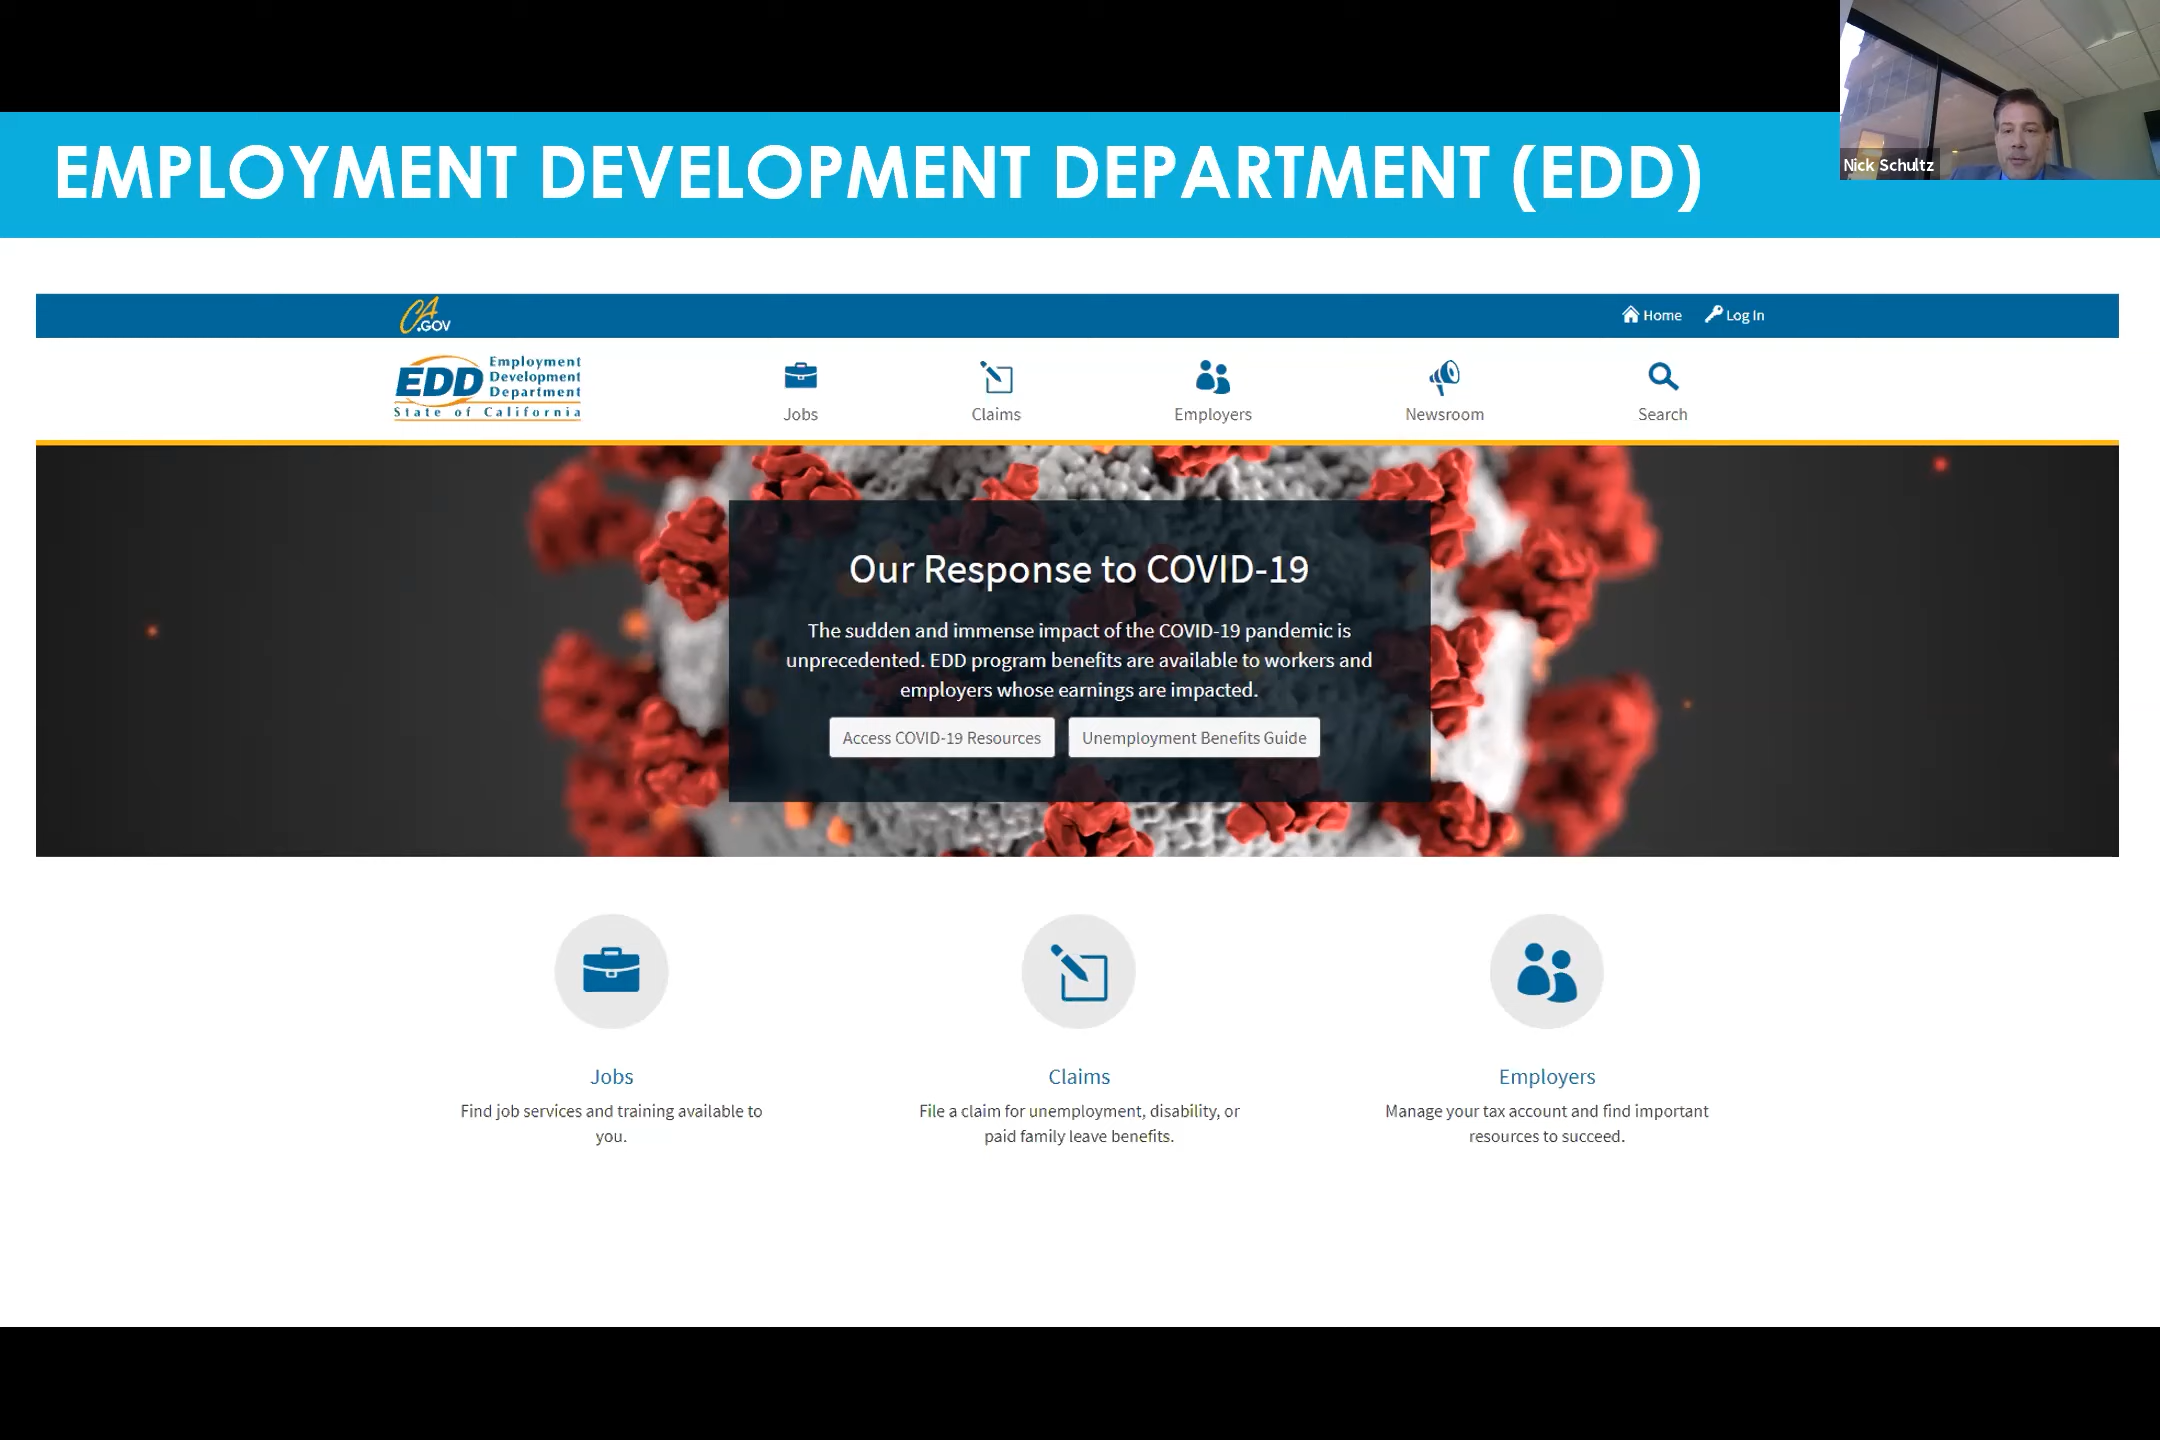 EMPLOYMENT DEVELOPMENT DEPARTMENT (EDD)
Nick Schultz
CA
.GOV
Home
Log In
EDD
Employment
Development
Department
State of California
Jobs
Claims
Employers
Newsroom
Search
Our Response to COVID-19
The sudden and immense impact of the COVID-19 pandemic is
unprecedented. EDD program benefits are available to workers and
employers whose earnings are impacted.
Access COVID-19 Resources
Unemployment Benefits Guide
Jobs
Find job services and training available to
you.
Claims
File a claim for unemployment, disability, or
paid family leave benefits.
Employers
Manage your tax account and find important
resources to succeed.